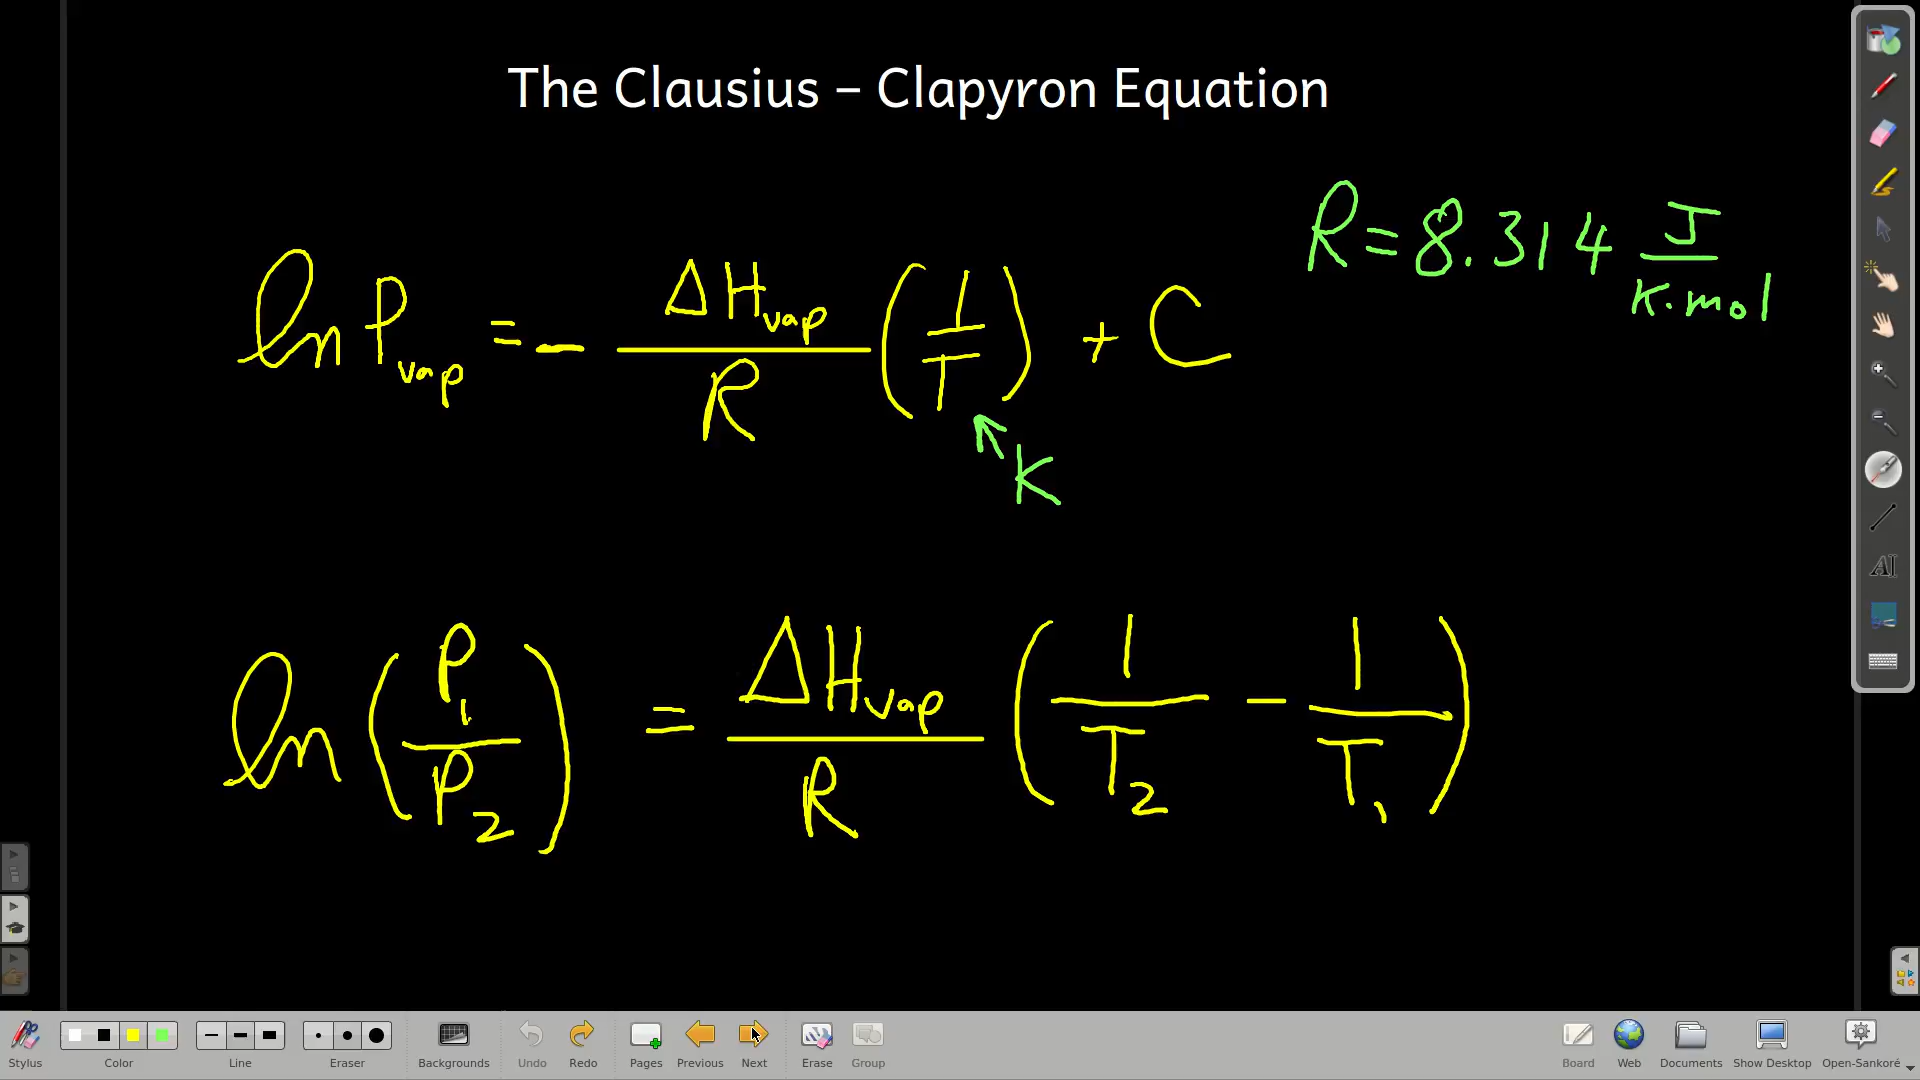 The Clausius – Clapyron Equation
R = 8.314 J / K·mol
ln P_vap = - ΔH_vap / R (1 / T) + C
K
ln (P_1 / P_2) = ΔH_vap / R (1 / T_2 - 1 / T_1)
AI
Stylus
Color
Line
Eraser
Backgrounds
Undo
Redo
Pages
Previous
Next
Erase
Group
Board
Web
Documents
Show Desktop
Open-Sankoré